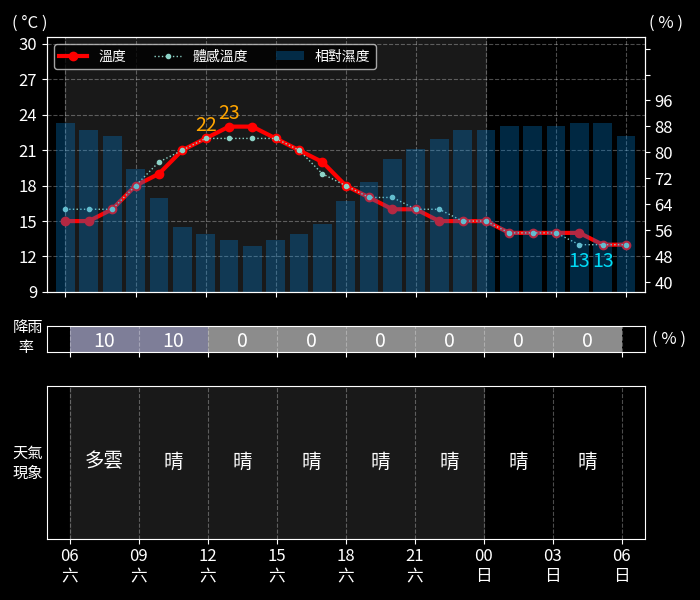 ( °C )
( % )
溫度
體感溫度
相對濕度
30
27
24
21
18
15
12
9
96
88
80
72
64
56
48
40
22
23
13
13
降雨
率
10 10 0 0 0 0 0 0
( % )
天氣
現象
多雲 晴 晴 晴 晴 晴 晴 晴
06 09 12 15 18 21 00 03 06
六 六 六 六 六 六 日 日 日